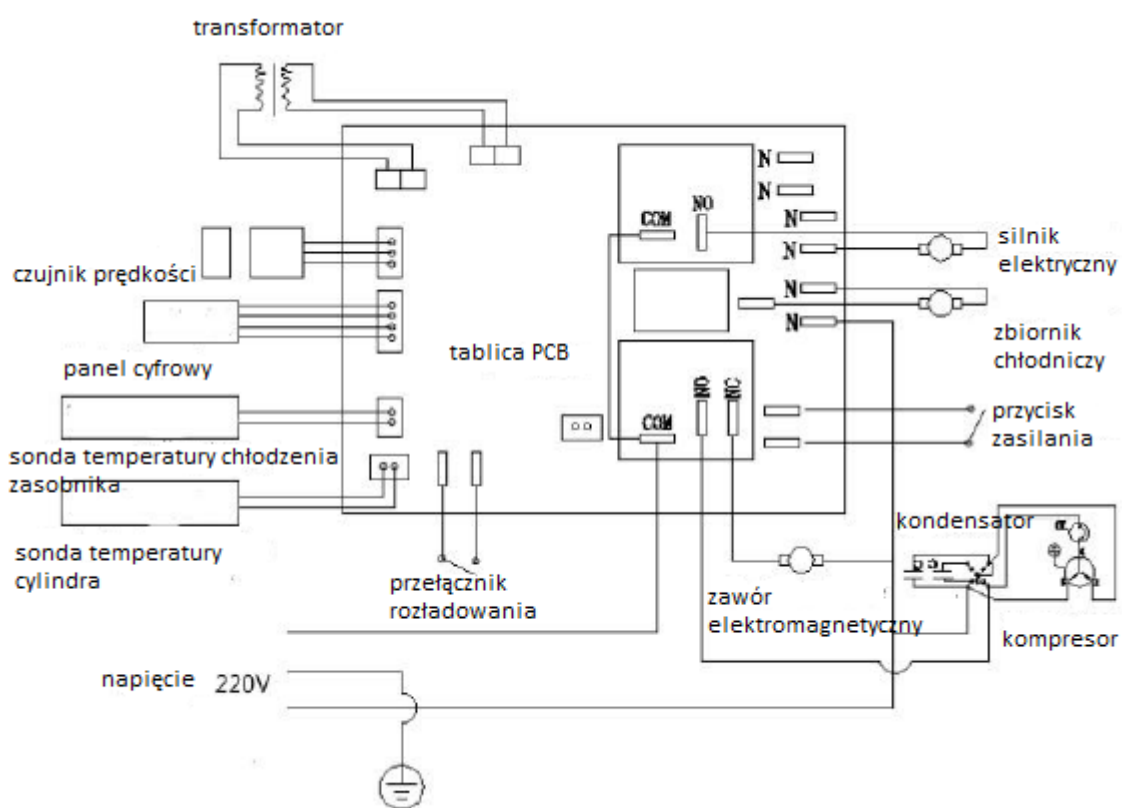 transformator
N
N
NO
COM
N
N
silnik
elektryczny
czujnik prędkości
N
N
zbiornik
chłodniczy
tablica PCB
panel cyfrowy
NO
NC
COM
przycisk
zasilania
sonda temperatury chłodzenia
zasobnika
sonda temperatury
cylindra
przełącznik
rozładowania
kondensator
zawór
elektromagnetyczny
kompresor
napięcie 220V